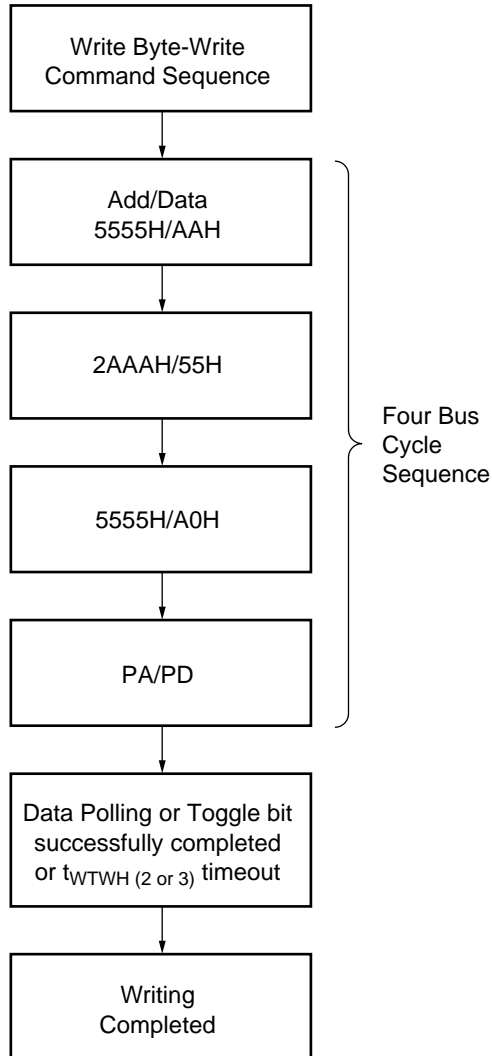 Write Byte-Write
Command Sequence
Add/Data
5555H/AAH
2AAAH/55H
5555H/A0H
PA/PD
Four Bus
Cycle
Sequence
Data Polling or Toggle bit
successfully completed
or tWTWH (2 or 3) timeout
Writing
Completed